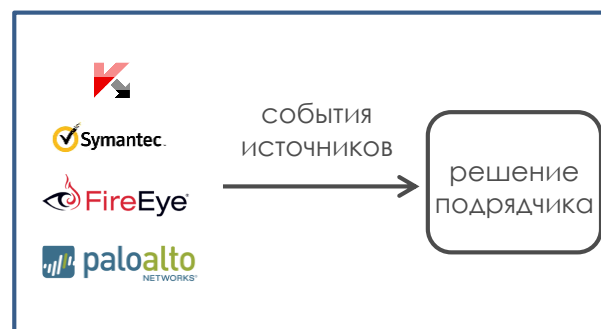 Symantec.
FireEye
paloalto
NETWORKS
события
источников
решение
подрядчика